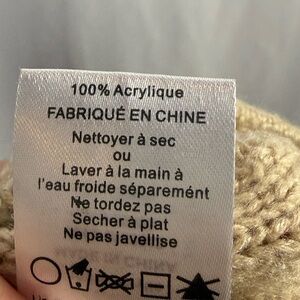 100% Acrylique
FABRIQUÉ EN CHINE
Nettoyer à sec
ou
Laver à la main à
l'eau froide séparément
Ne tordez pas
Sécher à plat
Ne pas javellise